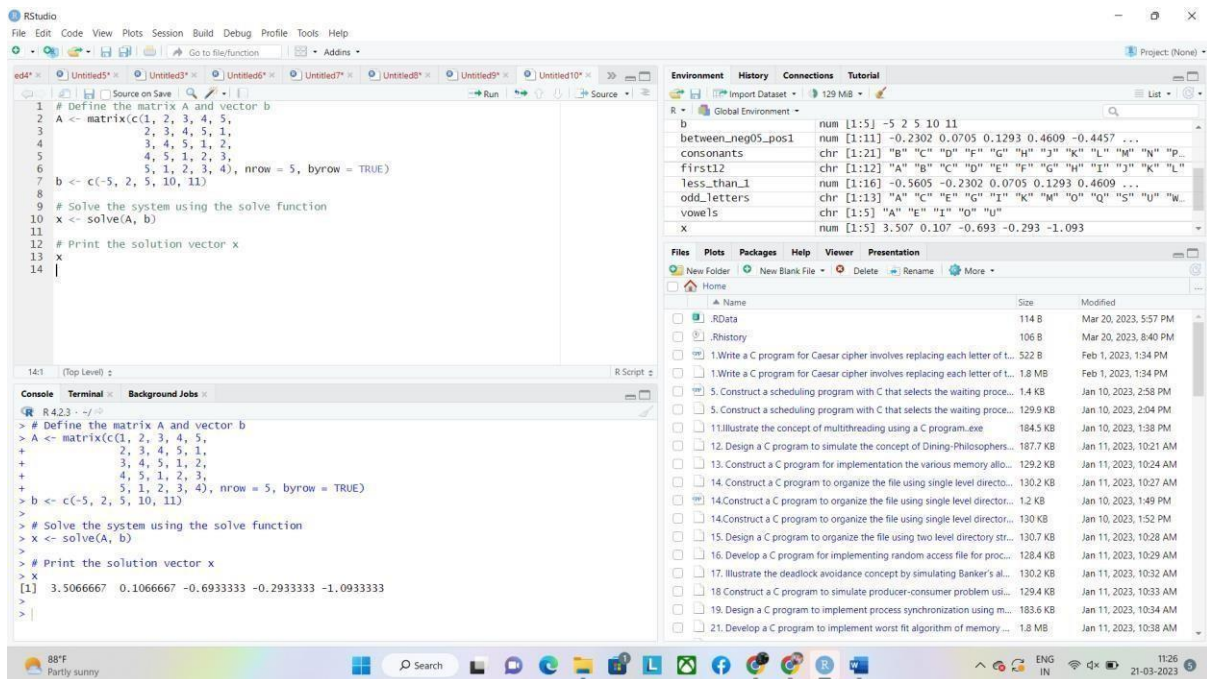 RStudio
File Edit Code View Plots Session Build Debug Profile Tools Help
Go to file/function Addins Project: (None)
ed4* Untitled5* Untitled3* Untitled6* Untitled7* Untitled8* Untitled9* Untitled10*
Source on Save Run Source
1 # Define the matrix A and vector b
2 A <- matrix(c(1, 2, 3, 4, 5,
3 2, 3, 4, 5, 1,
4 3, 4, 5, 1, 2,
5 4, 5, 1, 2, 3,
6 5, 1, 2, 3, 4), nrow = 5, byrow = TRUE)
7 b <- c(-5, 2, 5, 10, 11)
8
9 # Solve the system using the solve function
10 x <- solve(A, b)
11
12 # Print the solution vector x
13 x
14
14:1 (Top Level) R Script
Console Terminal Background Jobs
R 4.2.3 · ~/
> # Define the matrix A and vector b
> A <- matrix(c(1, 2, 3, 4, 5,
+ 2, 3, 4, 5, 1,
+ 3, 4, 5, 1, 2,
+ 4, 5, 1, 2, 3,
+ 5, 1, 2, 3, 4), nrow = 5, byrow = TRUE)
> b <- c(-5, 2, 5, 10, 11)
>
> # Solve the system using the solve function
> x <- solve(A, b)
>
> # Print the solution vector x
> x
[1] 3.5066667 0.1066667 -0.6933333 -0.2933333 -1.0933333
>
>
Environment History Connections Tutorial
Import Dataset 129 MiB List
R Global Environment
b num [1:5] -5 2 5 10 11
between_neg05_pos1 num [1:11] -0.2302 0.0705 0.1293 0.4609 -0.4457 ...
consonants chr [1:21] "B" "C" "D" "F" "G" "H" "J" "K" "L" "M" "N" "P…
first12 chr [1:12] "A" "B" "C" "D" "E" "F" "G" "H" "I" "J" "K" "L"
less_than_1 num [1:16] -0.5605 -0.2302 0.0705 0.1293 0.4609 ...
odd_letters chr [1:13] "A" "C" "E" "G" "I" "K" "M" "O" "Q" "S" "U" "W…
vowels chr [1:5] "A" "E" "I" "O" "U"
x num [1:5] 3.507 0.107 -0.693 -0.293 -1.093
Files Plots Packages Help Viewer Presentation
New Folder New Blank File Delete Rename More
Home
Name Size Modified
.RData 114 B Mar 20, 2023, 5:57 PM
.Rhistory 106 B Mar 20, 2023, 8:40 PM
1.Write a C program for Caesar cipher involves replacing each letter of t... 522 B Feb 1, 2023, 1:34 PM
1.Write a C program for Caesar cipher involves replacing each letter of t... 1.8 MB Feb 1, 2023, 1:34 PM
5. Construct a scheduling program with C that selects the waiting proce... 1.4 KB Jan 10, 2023, 2:58 PM
5. Construct a scheduling program with C that selects the waiting proce... 129.9 KB Jan 10, 2023, 2:04 PM
11.Illustrate the concept of multithreading using a C program..exe 184.5 KB Jan 10, 2023, 1:38 PM
12. Design a C program to simulate the concept of Dining-Philosophers... 187.7 KB Jan 11, 2023, 10:21 AM
13. Construct a C program for implementation the various memory allo... 129.2 KB Jan 11, 2023, 10:24 AM
14. Construct a C program to organize the file using single level directo... 130.2 KB Jan 11, 2023, 10:27 AM
14.Construct a C program to organize the file using single level director... 1.2 KB Jan 10, 2023, 1:49 PM
14.Construct a C program to organize the file using single level director... 130 KB Jan 10, 2023, 1:52 PM
15. Design a C program to organize the file using two level directory str... 130.7 KB Jan 11, 2023, 10:28 AM
16. Develop a C program for implementing random access file for proc... 128.4 KB Jan 11, 2023, 10:29 AM
17. Illustrate the deadlock avoidance concept by simulating Banker's al... 130.2 KB Jan 11, 2023, 10:32 AM
18 Construct a C program to simulate producer-consumer problem usi... 129.4 KB Jan 11, 2023, 10:33 AM
19. Design a C program to implement process synchronization using m... 183.6 KB Jan 11, 2023, 10:34 AM
21. Develop a C program to implement worst fit algorithm of memory ... 1.8 MB Jan 11, 2023, 10:38 AM
88°F
Partly sunny
Search
ENG
IN
11:26
21-03-2023
5